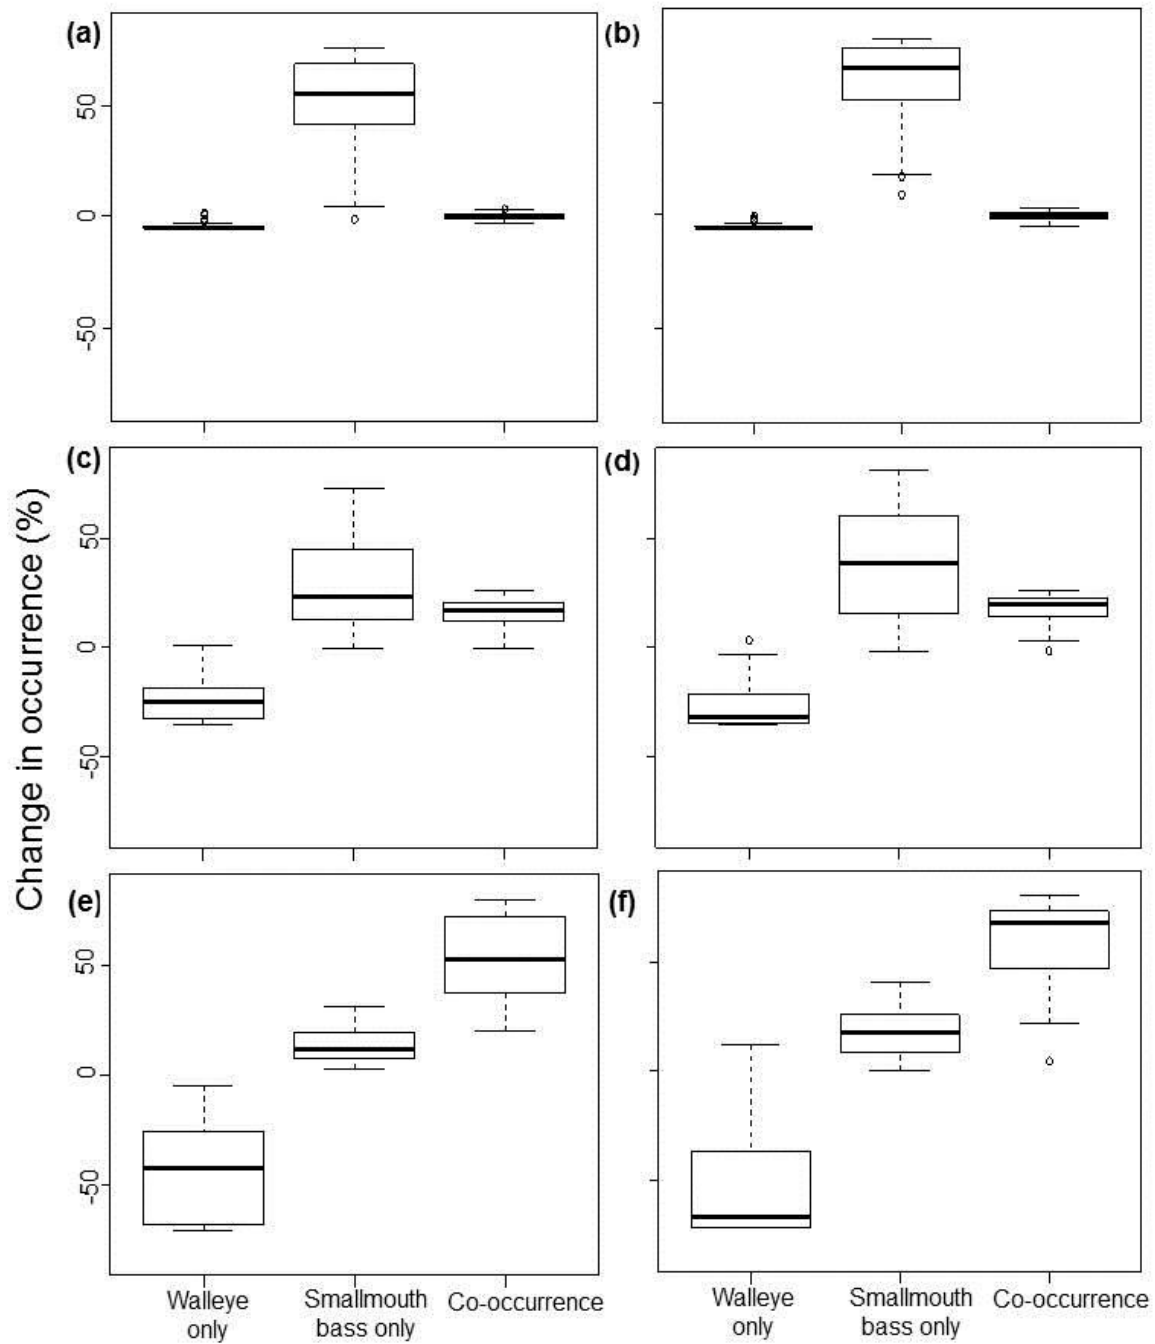 (a)
(b)
50
0
-50
(c)
(d)
50
0
-50
(e)
(f)
50
0
-50
Change in occurrence (%)
Walleye
only
Smallmouth
bass only
Co-occurrence
Walleye
only
Smallmouth
bass only
Co-occurrence